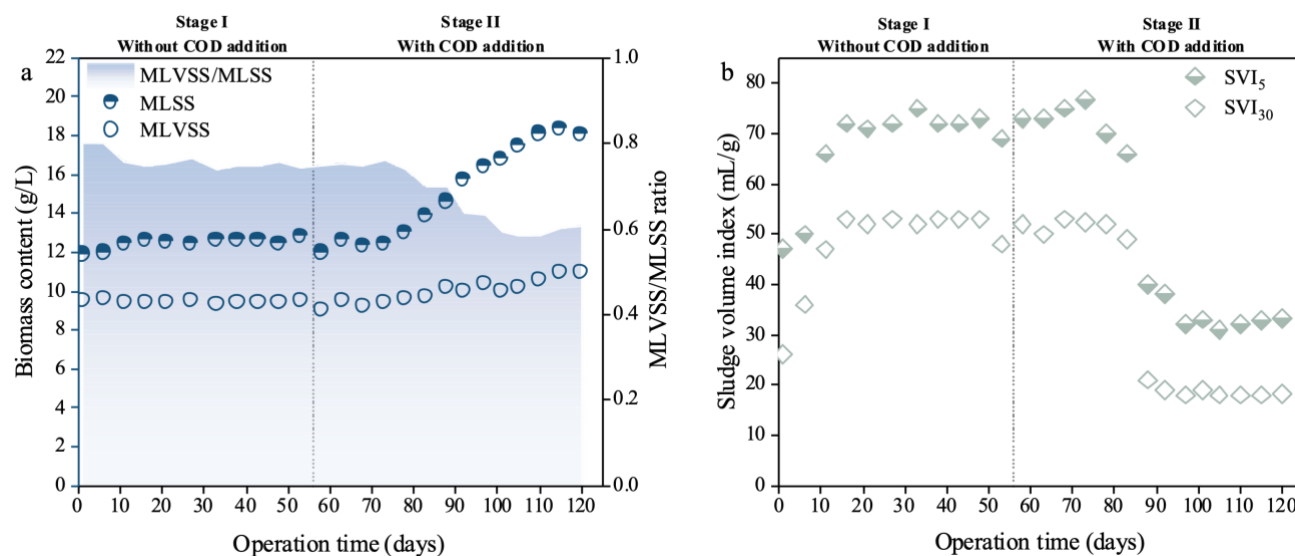 Stage I
Without COD addition
Stage II
With COD addition
a
MLVSS/MLSS
MLSS
MLVSS
Biomass content (g/L)
22
20
18
16
14
12
10
8
6
4
2
0
1.0
0.8
0.6
0.4
0.2
0.0
MLVSS/MLSS ratio
0 10 20 30 40 50 60 70 80 90 100 110 120
Operation time (days)
Stage I
Without COD addition
Stage II
With COD addition
b
SVI5
SVI30
Sludge volume index (mL/g)
80
70
60
50
40
30
20
10
0
0 10 20 30 40 50 60 70 80 90 100 110 120
Operation time (days)